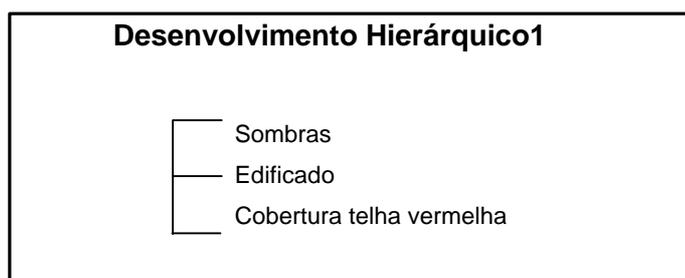 Desenvolvimento Hierárquico1
Sombras
Edificado
Cobertura telha vermelha